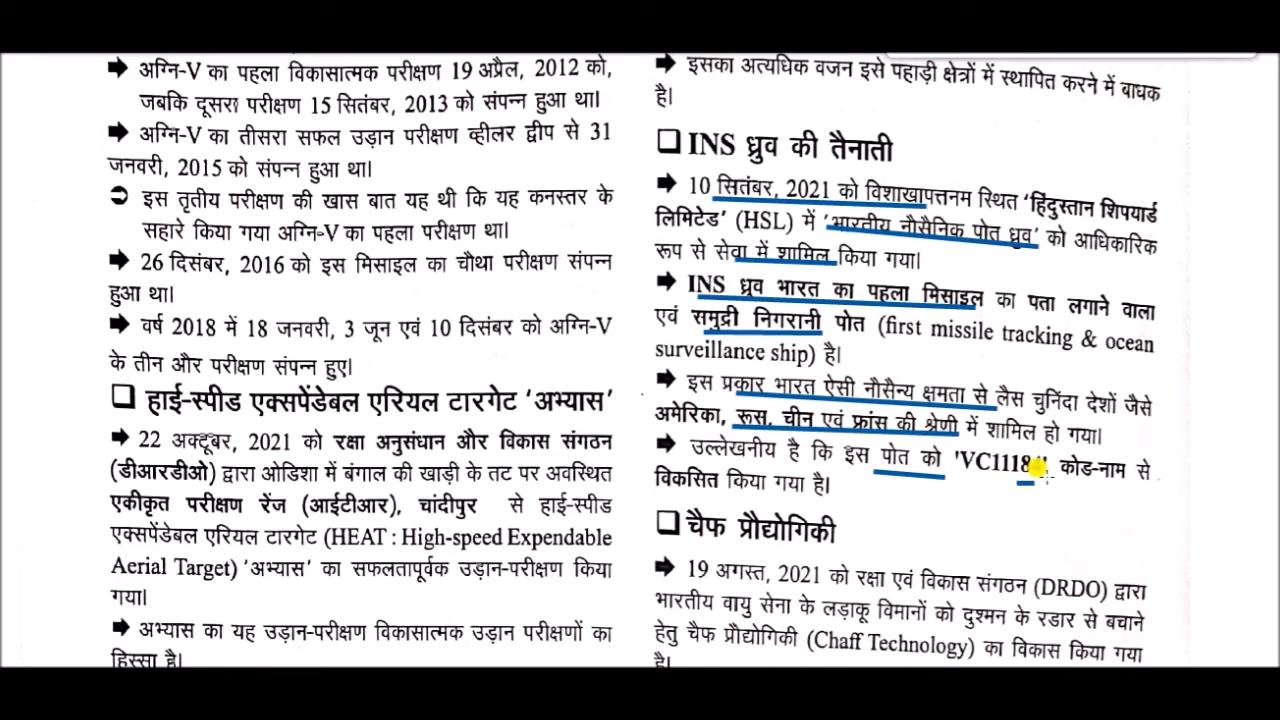 ➡ अग्नि-V का पहला विकासात्मक परीक्षण 19 अप्रैल, 2012 को,
जबकि दूसरा परीक्षण 15 सितंबर, 2013 को संपन्न हुआ था।
➡ अग्नि-V का तीसरा सफल उड़ान परीक्षण व्हीलर द्वीप से 31
जनवरी, 2015 को संपन्न हुआ था।
➲ इस तृतीय परीक्षण की खास बात यह थी कि यह कनस्तर के
सहारे किया गया अग्नि-V का पहला परीक्षण था।
➡ 26 दिसंबर, 2016 को इस मिसाइल का चौथा परीक्षण संपन्न
हुआ था।
➡ वर्ष 2018 में 18 जनवरी, 3 जून एवं 10 दिसंबर को अग्नि-V
के तीन और परीक्षण संपन्न हुए।
❑ हाई-स्पीड एक्सपेंडेबल एरियल टारगेट 'अभ्यास'
➡ 22 अक्टूबर, 2021 को रक्षा अनुसंधान और विकास संगठन
(डीआरडीओ) द्वारा ओडिशा में बंगाल की खाड़ी के तट पर अवस्थित
एकीकृत परीक्षण रेंज (आईटीआर), चांदीपुर से हाई-स्पीड
एक्सपेंडेबल एरियल टारगेट (HEAT : High-speed Expendable
Aerial Target) 'अभ्यास' का सफलतापूर्वक उड़ान-परीक्षण किया
गया।
➡ अभ्यास का यह उड़ान-परीक्षण विकासात्मक उड़ान परीक्षणों का
हिस्सा है।
➡ इसका अत्यधिक वजन इसे पहाड़ी क्षेत्रों में स्थापित करने में बाधक
है।
❑ INS ध्रुव की तैनाती
➡ 10 सितंबर, 2021 को विशाखापत्तनम स्थित 'हिंदुस्तान शिपयार्ड
लिमिटेड' (HSL) में 'भारतीय नौसैनिक पोत ध्रुव' को आधिकारिक
रूप से सेवा में शामिल किया गया।
➡ INS ध्रुव भारत का पहला मिसाइल का पता लगाने वाला
एवं समुद्री निगरानी पोत (first missile tracking & ocean
surveillance ship) है।
➡ इस प्रकार भारत ऐसी नौसैन्य क्षमता से लैस चुनिंदा देशों जैसे
अमेरिका, रूस, चीन एवं फ्रांस की श्रेणी में शामिल हो गया।
➡ उल्लेखनीय है कि इस पोत को 'VC1118' कोड-नाम से
विकसित किया गया है।
❑ चैफ प्रौद्योगिकी
➡ 19 अगस्त, 2021 को रक्षा एवं विकास संगठन (DRDO) द्वारा
भारतीय वायु सेना के लड़ाकू विमानों को दुश्मन के रडार से बचाने
हेतु चैफ प्रौद्योगिकी (Chaff Technology) का विकास किया गया
है।